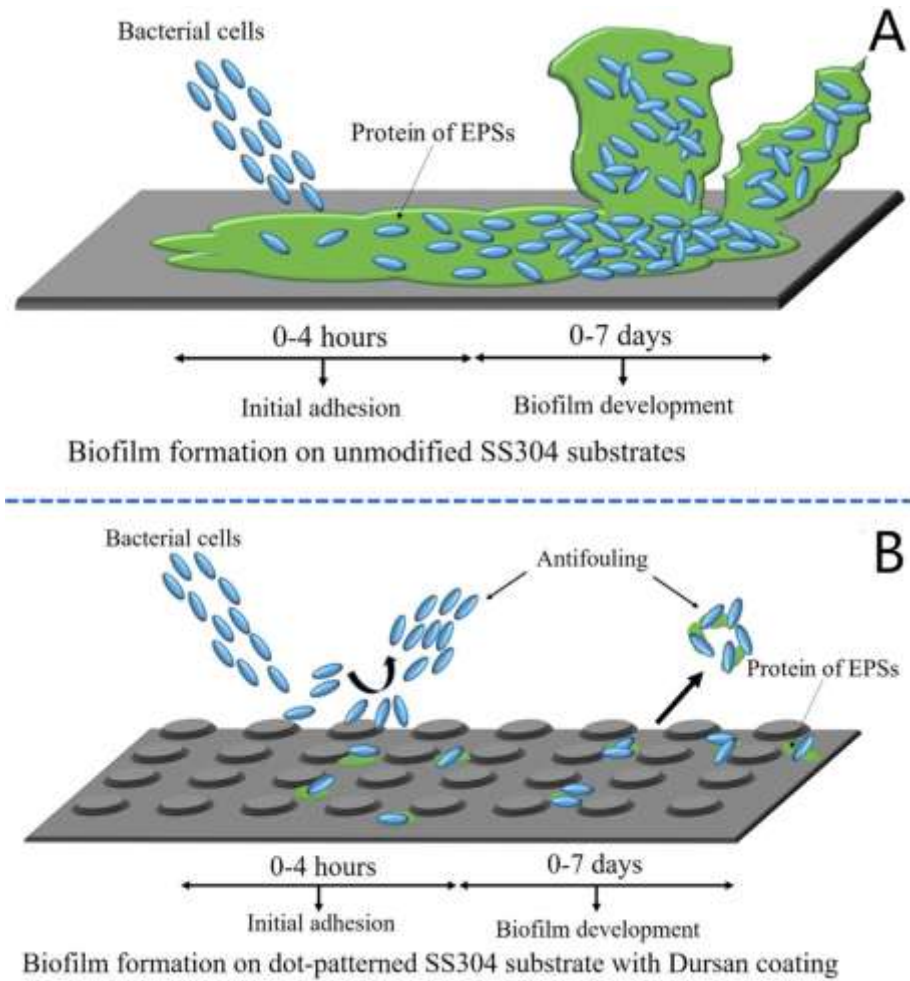 A
Bacterial cells
Protein of EPSs
0-4 hours
0-7 days
Initial adhesion
Biofilm development
Biofilm formation on unmodified SS304 substrates
Bacterial cells
Antifouling
B
Protein of EPSs
0-4 hours
0-7 days
Initial adhesion
Biofilm development
Biofilm formation on dot-patterned SS304 substrate with Dursan coating